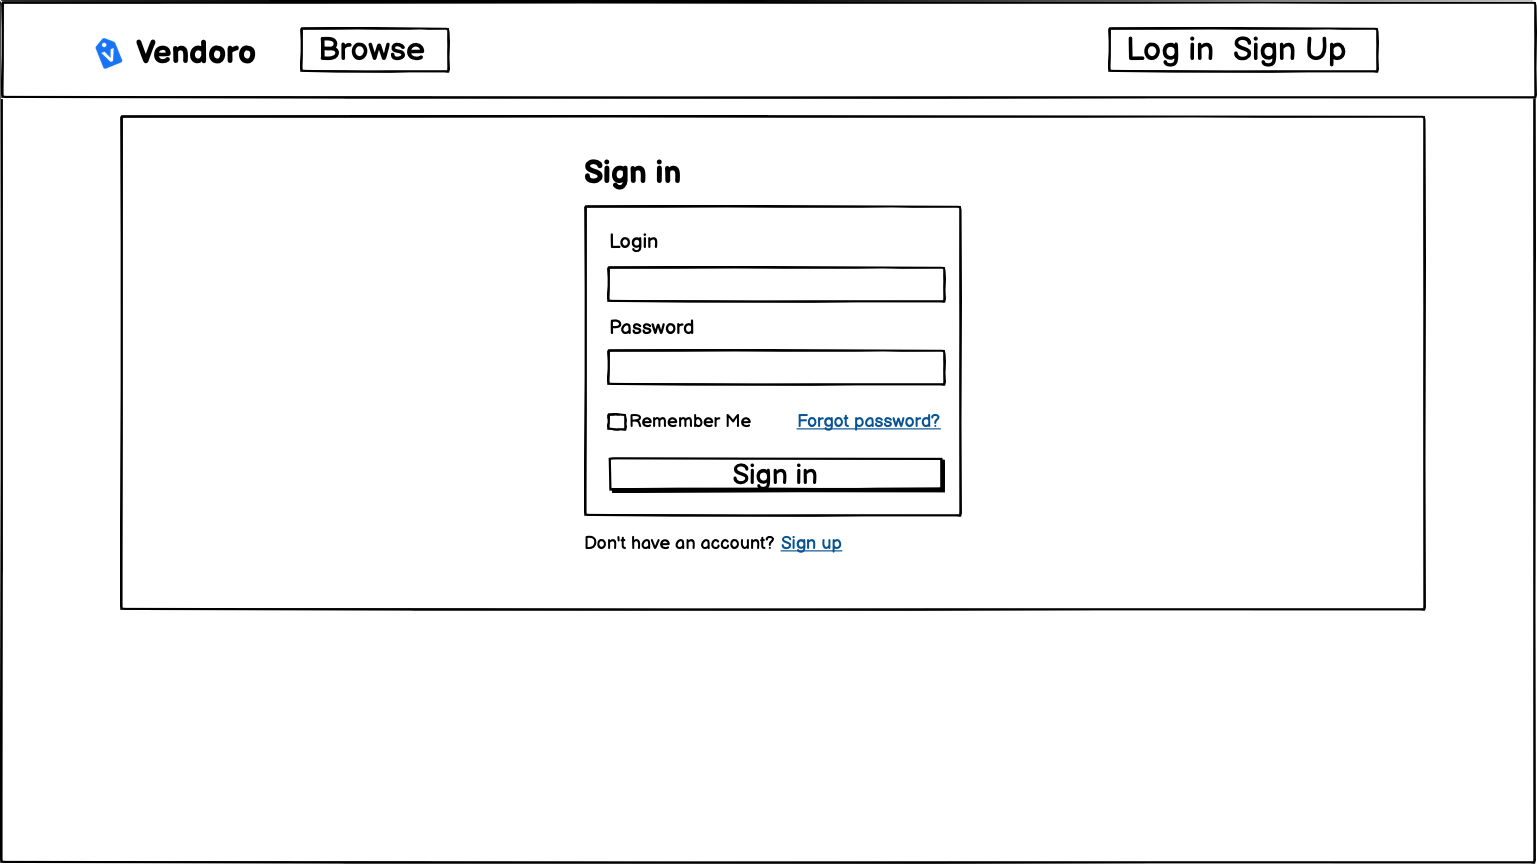 Vendoro Browse Log in Sign Up
Sign in
Login
Password
Remember Me Forgot password?
Sign in
Don't have an account? Sign up